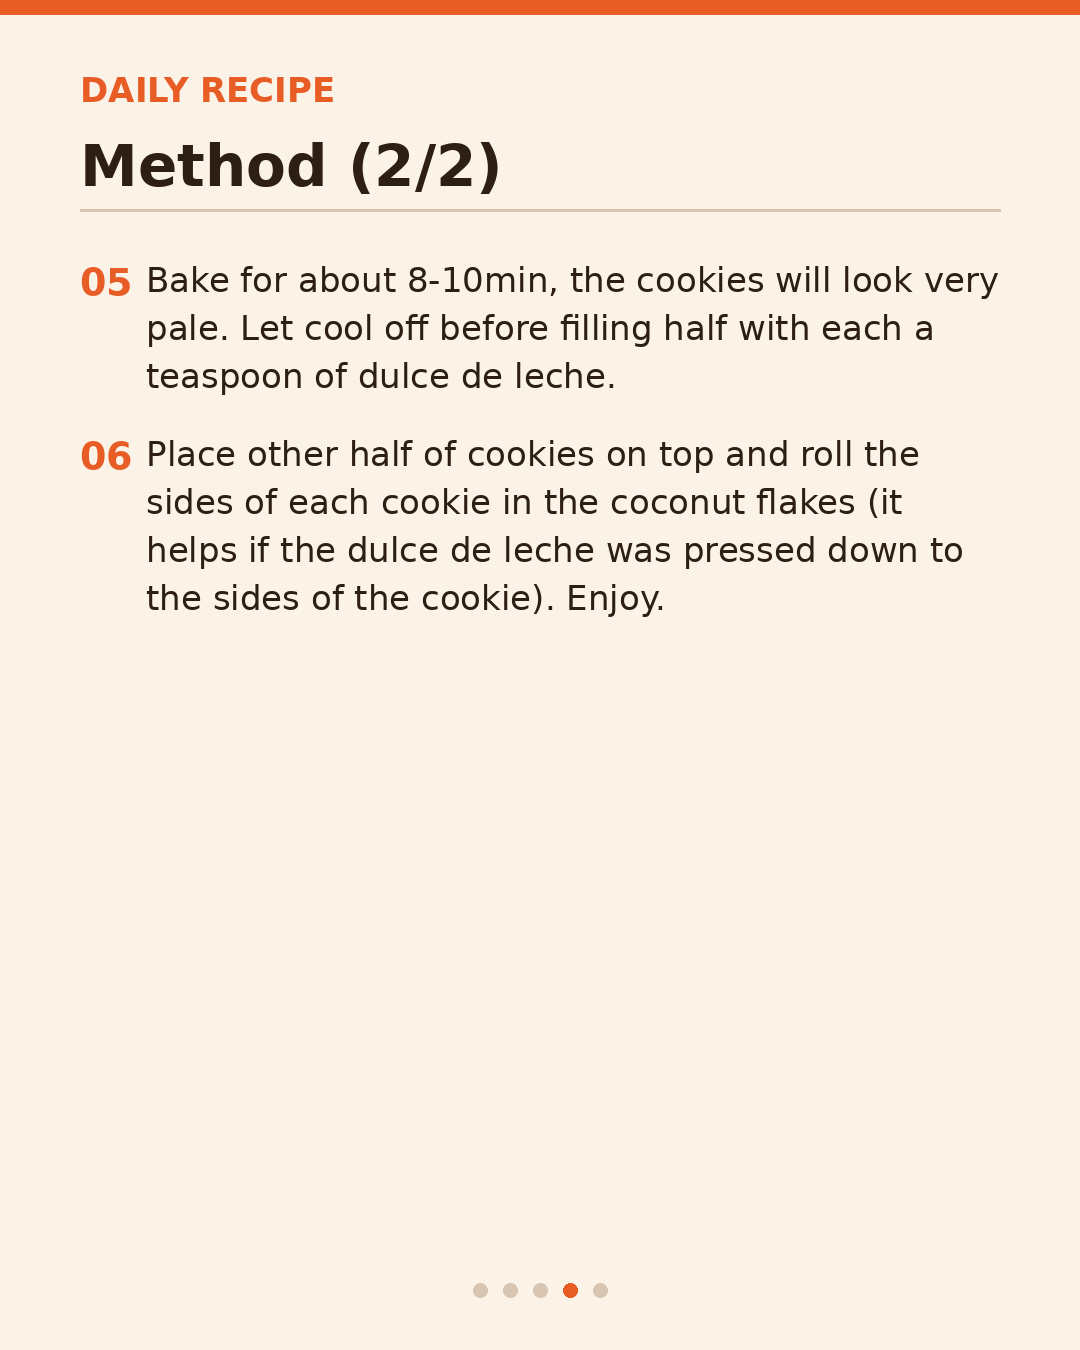 DAILY RECIPE
Method (2/2)
05 Bake for about 8-10min, the cookies will look very
pale. Let cool off before filling half with each a
teaspoon of dulce de leche.
06 Place other half of cookies on top and roll the
sides of each cookie in the coconut flakes (it
helps if the dulce de leche was pressed down to
the sides of the cookie). Enjoy.